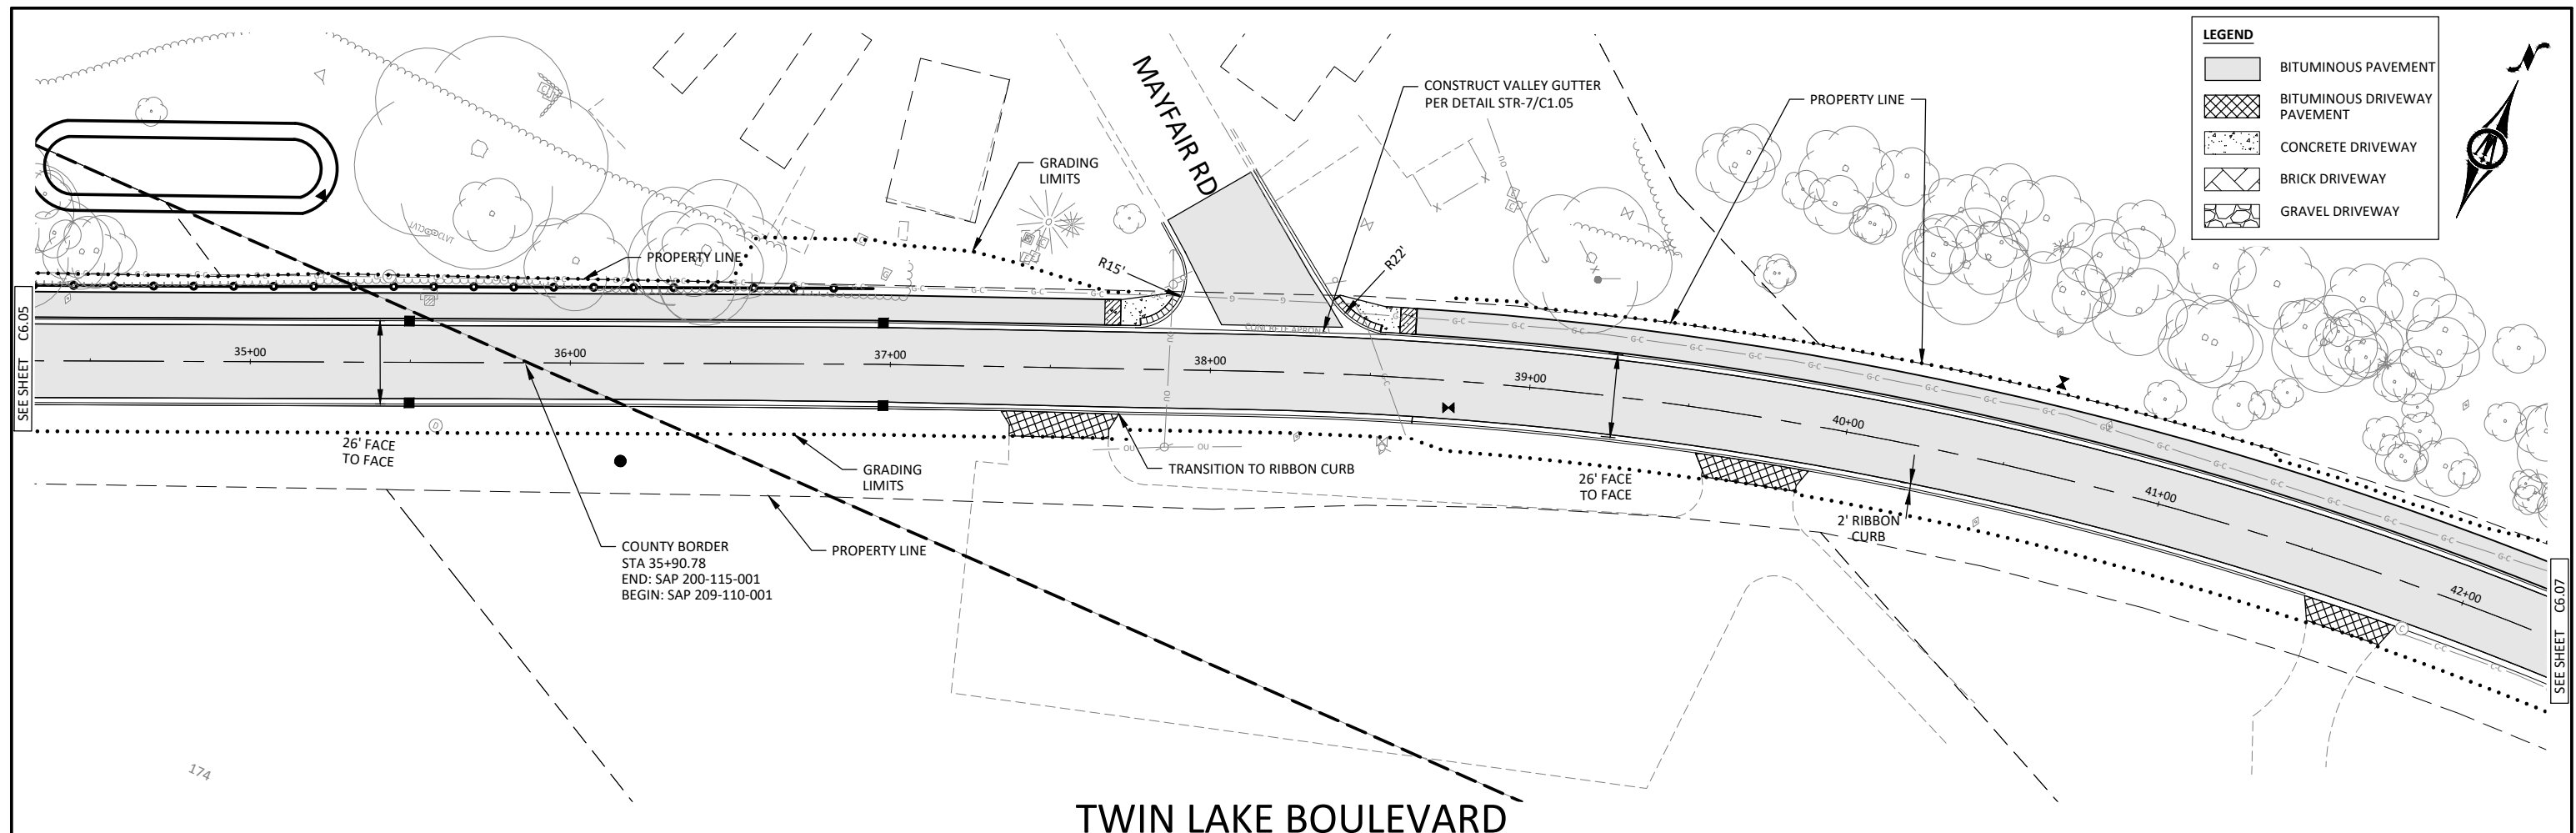 LEGEND
BITUMINOUS PAVEMENT
BITUMINOUS DRIVEWAY
PAVEMENT
CONCRETE DRIVEWAY
BRICK DRIVEWAY
GRAVEL DRIVEWAY
N
MAYFAIR RD
CONSTRUCT VALLEY GUTTER
PER DETAIL STR-7/C1.05
PROPERTY LINE
GRADING
LIMITS
PROPERTY LINE
R15'
R22'
CONCRETE APRON
SEE SHEET C6.05
35+00
36+00
37+00
38+00
39+00
40+00
41+00
42+00
26' FACE
TO FACE
GRADING
LIMITS
TRANSITION TO RIBBON CURB
26' FACE
TO FACE
2' RIBBON
CURB
COUNTY BORDER
STA 35+90.78
END: SAP 200-115-001
BEGIN: SAP 209-110-001
PROPERTY LINE
SEE SHEET C6.07
174
TWIN LAKE BOULEVARD